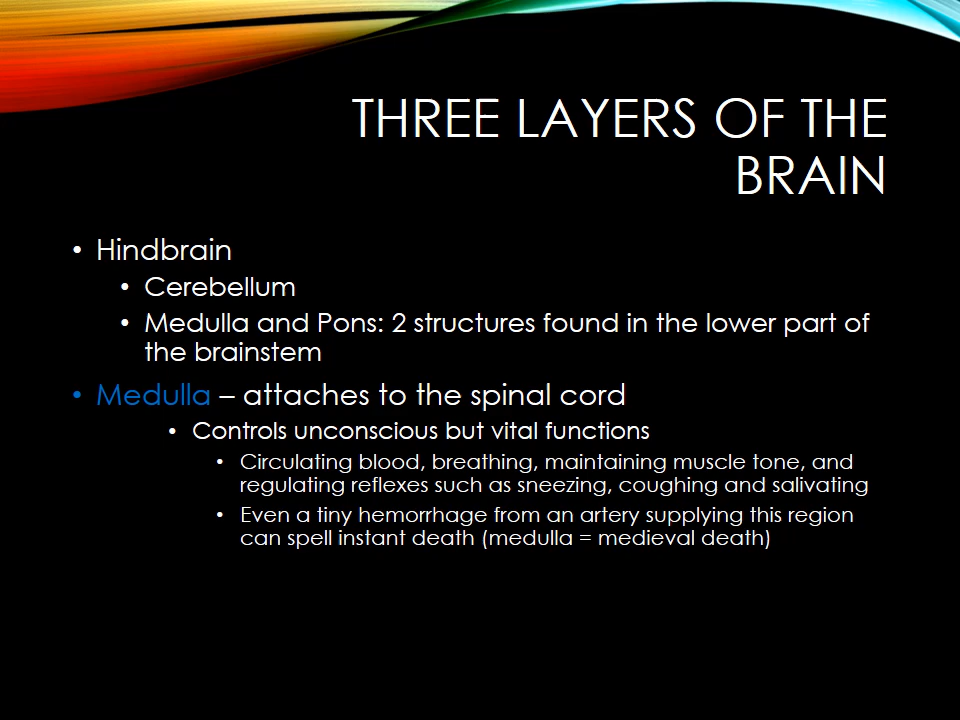 THREE LAYERS OF THE
BRAIN
• Hindbrain
• Cerebellum
• Medulla and Pons: 2 structures found in the lower part of
the brainstem
• Medulla – attaches to the spinal cord
• Controls unconscious but vital functions
• Circulating blood, breathing, maintaining muscle tone, and
regulating reflexes such as sneezing, coughing and salivating
• Even a tiny hemorrhage from an artery supplying this region
can spell instant death (medulla = medieval death)